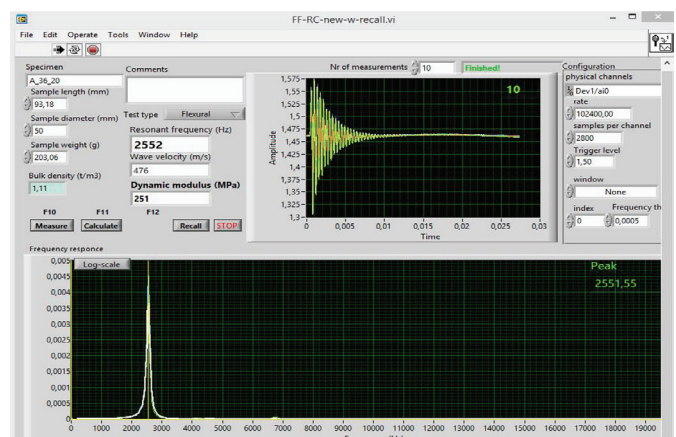 FF-RC-new-w-recall.vi
File Edit Operate Tools Window Help
Specimen
A_36_20
Sample length (mm)
93,18
Sample diameter (mm)
50
Sample weight (g)
203,06
Bulk density (t/m3)
1,11
Comments
Test type Flexural
Resonant frequency (Hz)
2552
Wave velocity (m/s)
476
Dynamic modulus (MPa)
251
F10 F11 F12
Measure Calculate Recall STOP
Nr of measurements 10 Finished!
10
Amplitude
1,575
1,55
1,525
1,5
1,475
1,45
1,425
1,4
1,375
1,35
1,325
1,3
0 0,005 0,01 0,015 0,02 0,025 0,03
Time
Configuration
physical channels
Dev1/ai0
rate
102400,00
samples per channel
2800
Trigger level
1,50
window
None
index Frequency th
0 0,0005
Frequency responce
Log-scale
Peak
2551,55
0,005
0,0045
0,004
0,0035
0,003
0,0025
0,002
0,0015
0,001
0,0005
0
0 1000 2000 3000 4000 5000 6000 7000 8000 9000 10000 11000 12000 13000 14000 15000 16000 17000 18000 19000